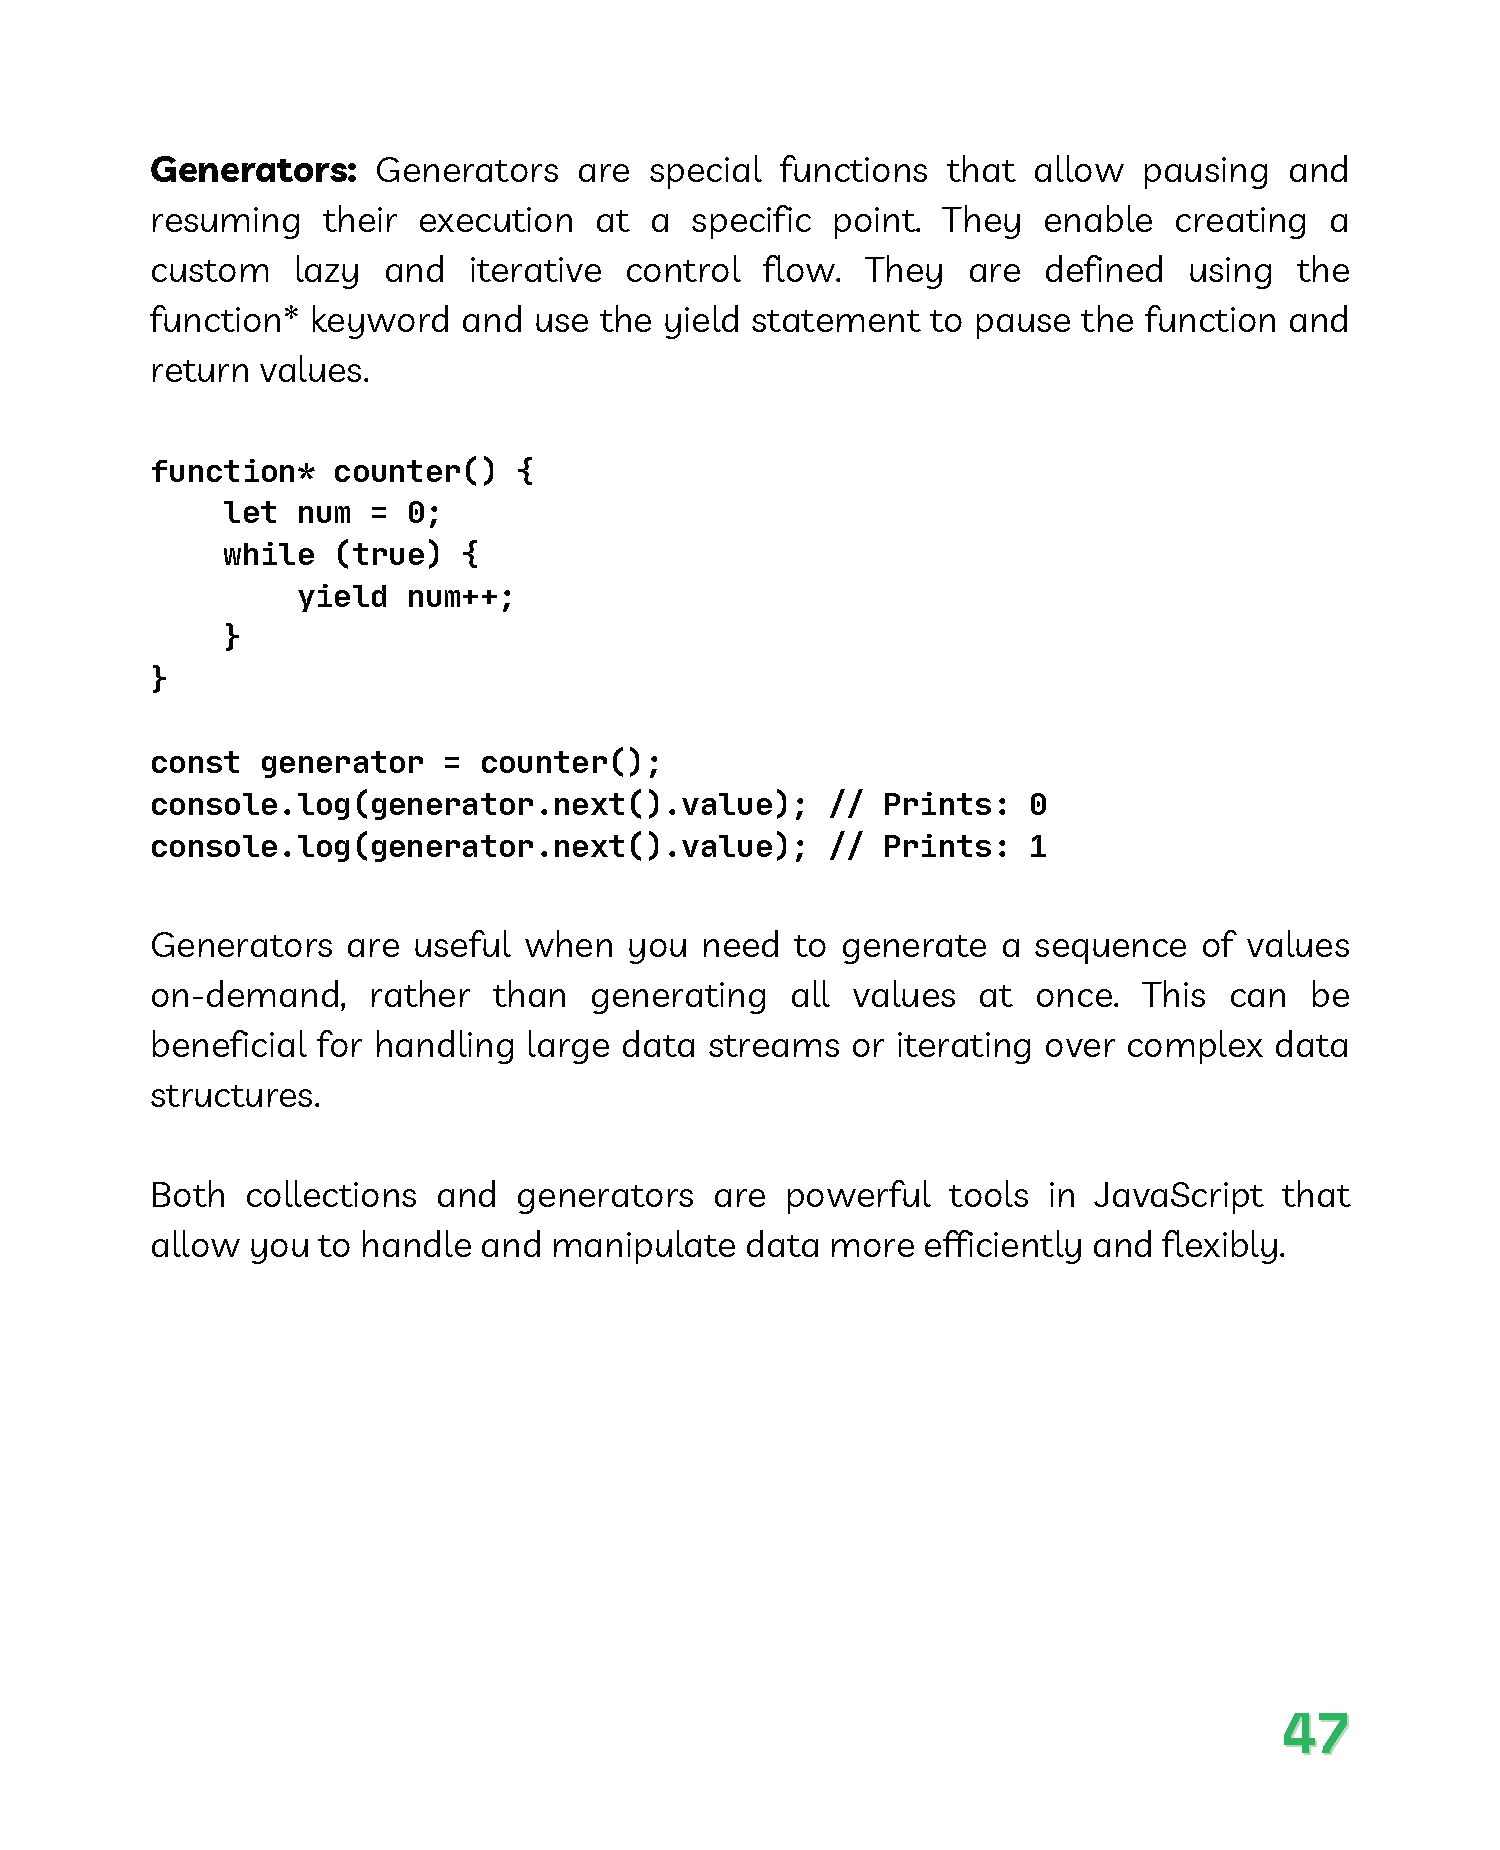 Generators: Generators are special functions that allow pausing and
resuming their execution at a specific point. They enable creating a
custom lazy and iterative control flow. They are defined using the
function* keyword and use the yield statement to pause the function and
return values.
function* counter() {
    let num = 0;
    while (true) {
        yield num++;
    }
}
const generator = counter();
console.log(generator.next().value); // Prints: 0
console.log(generator.next().value); // Prints: 1
Generators are useful when you need to generate a sequence of values
on-demand, rather than generating all values at once. This can be
beneficial for handling large data streams or iterating over complex data
structures.
Both collections and generators are powerful tools in JavaScript that
allow you to handle and manipulate data more efficiently and flexibly.
47